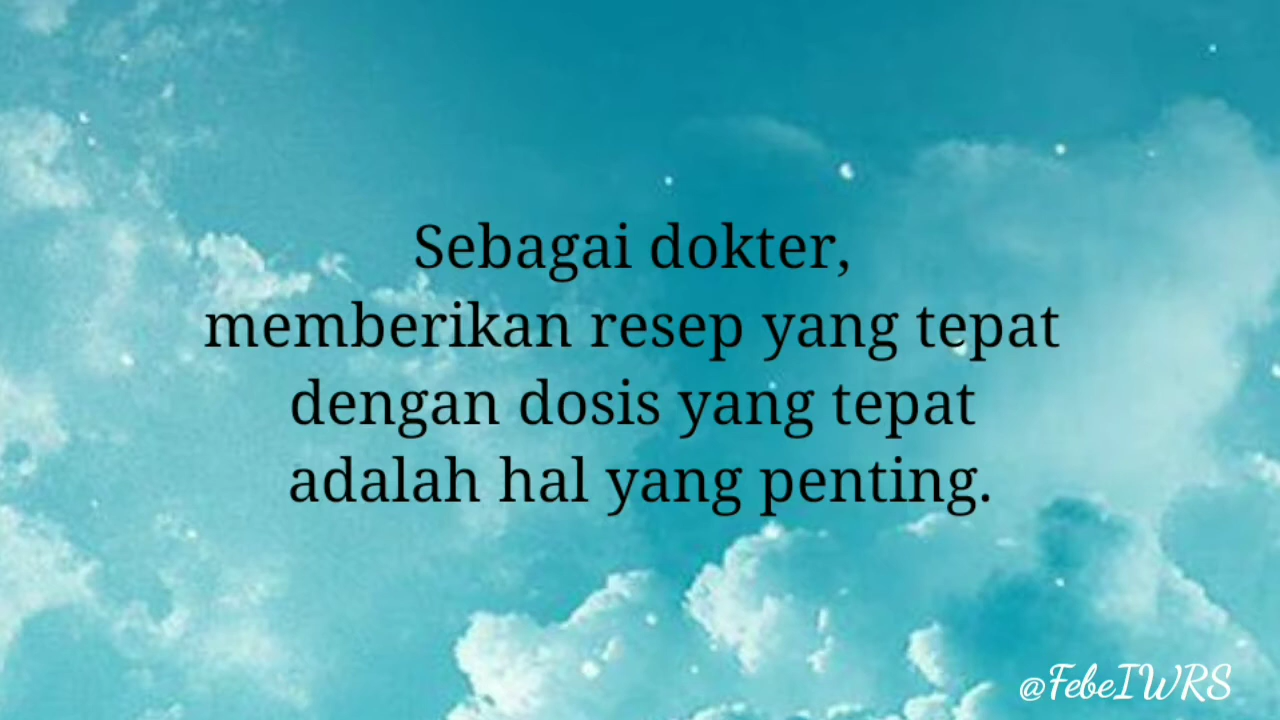 Sebagai dokter,
memberikan resep yang tepat
dengan dosis yang tepat
adalah hal yang penting.
@FebeIWRS